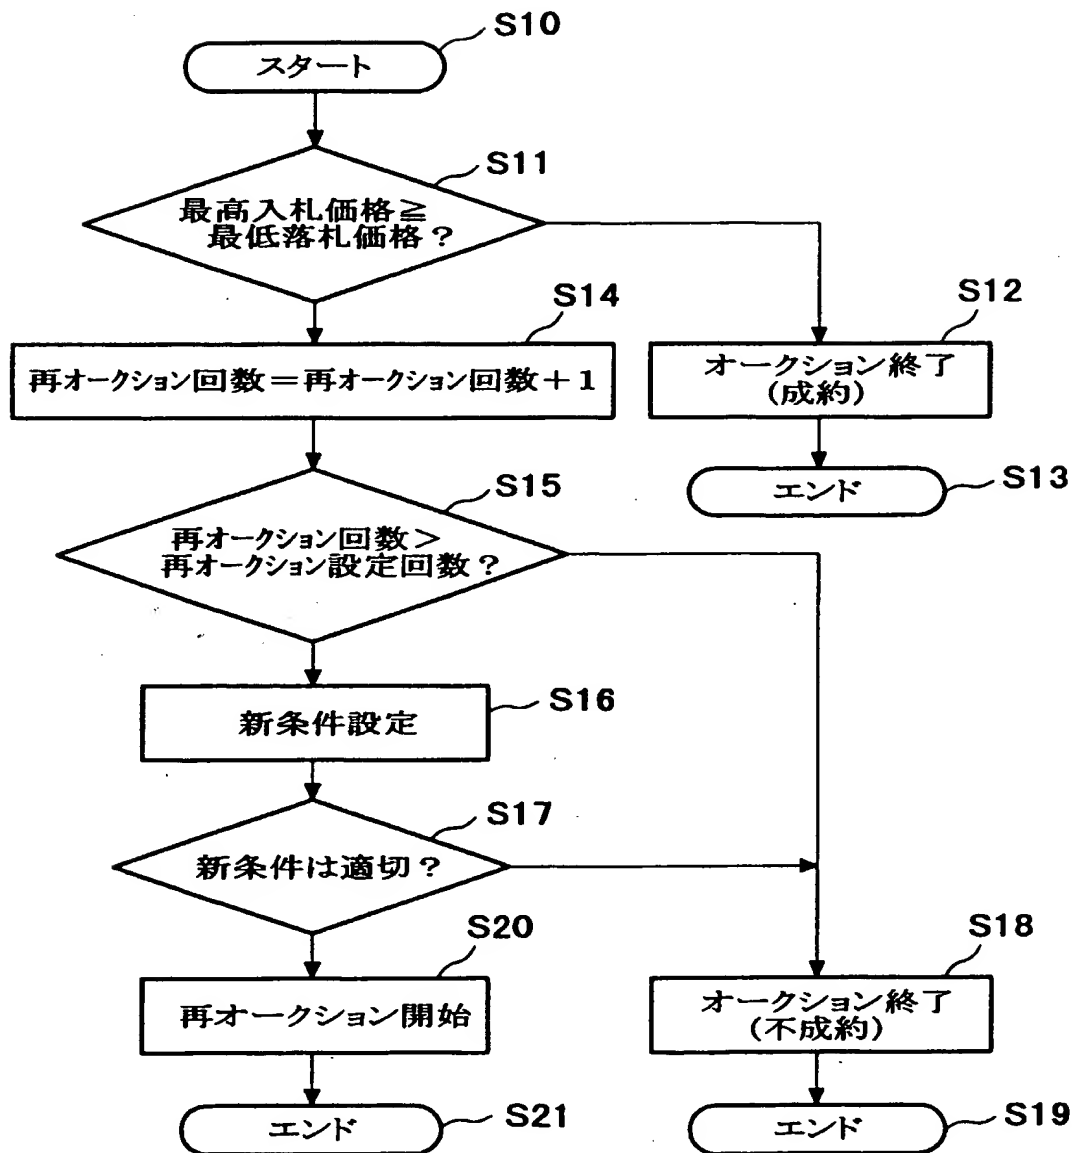 S10
スタート
S11
最高入札価格≧
最低落札価格？
S14
再オークション回数＝再オークション回数＋1
S12
オークション終了
(成約)
S15
エンド
S13
再オークション回数＞
再オークション設定回数？
新条件設定
S16
S17
新条件は適切？
S20
再オークション開始
S18
オークション終了
(不成約)
エンド
S21
エンド
S19